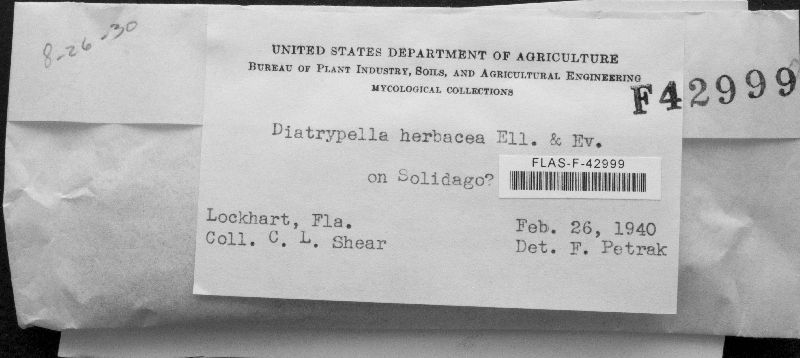 8-26-30
UNITED STATES DEPARTMENT OF AGRICULTURE
BUREAU OF PLANT INDUSTRY, SOILS, AND AGRICULTURAL ENGINEERING
MYCOLOGICAL COLLECTIONS
F42999
Diatrypella herbacea Ell. & Ev.
FLAS-F-42999
on Solidago?
Lockhart, Fla. Feb. 26, 1940
Coll. C. L. Shear Det. F. Petrak